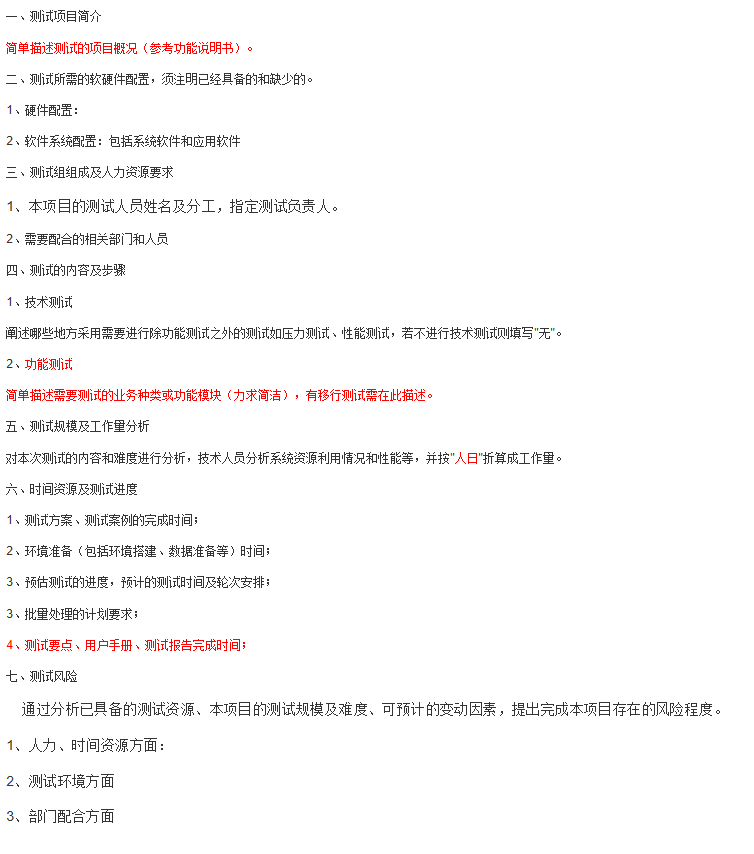 一、测试项目简介
简单描述测试的项目概况（参考功能说明书）。
二、测试所需的软硬件配置，须注明已经具备的和缺少的。
1、硬件配置：
2、软件系统配置：包括系统软件和应用软件
三、测试组组成及人力资源要求
1、本项目的测试人员姓名及分工，指定测试负责人。
2、需要配合的相关部门和人员
四、测试的内容及步骤
1、技术测试
阐述哪些地方采用需要进行除功能测试之外的测试如压力测试、性能测试，若不进行技术测试则填写"无"。
2、功能测试
简单描述需要测试的业务种类或功能模块（力求简洁），有移行测试需在此描述。
五、测试规模及工作量分析
对本次测试的内容和难度进行分析，技术人员分析系统资源利用情况和性能等，并按"人日"折算成工作量。
六、时间资源及测试进度
1、测试方案、测试案例的完成时间；
2、环境准备（包括环境搭建、数据准备等）时间；
3、预估测试的进度，预计的测试时间及轮次安排；
3、批量处理的计划要求；
4、测试要点、用户手册、测试报告完成时间；
七、测试风险
通过分析已具备的测试资源、本项目的测试规模及难度、可预计的变动因素，提出完成本项目存在的风险程度。
1、人力、时间资源方面：
2、测试环境方面
3、部门配合方面